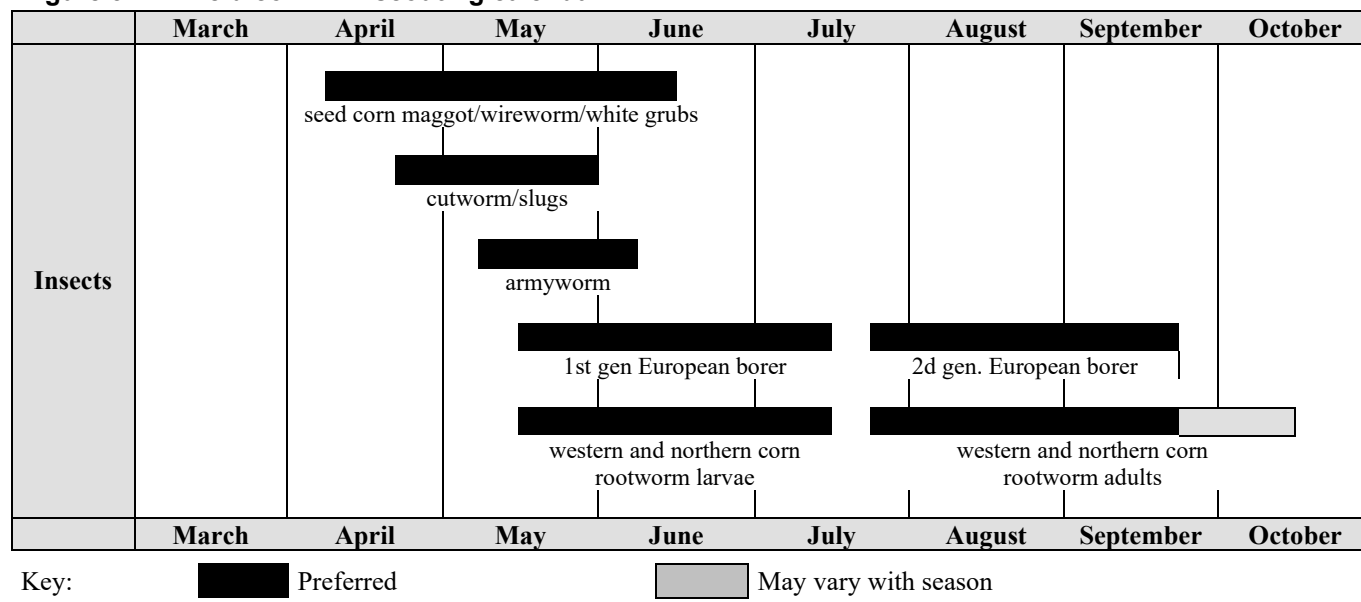 March April May June July August September October
seed corn maggot/wireworm/white grubs
cutworm/slugs
armyworm
Insects
1st gen European borer 2d gen. European borer
western and northern corn western and northern corn
rootworm larvae rootworm adults
March April May June July August September October
Key: Preferred May vary with season